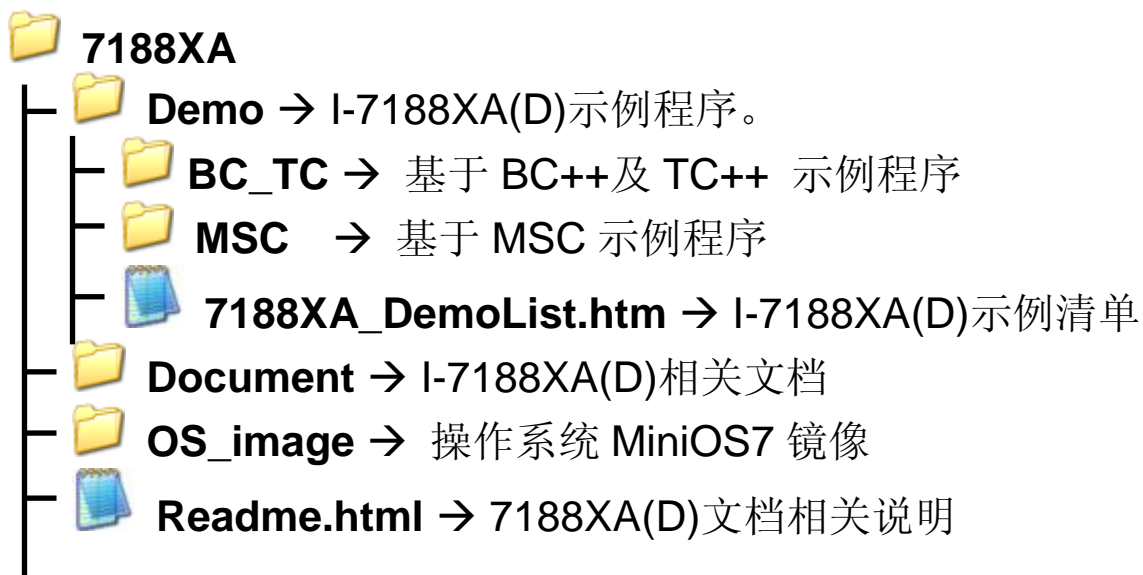 7188XA
Demo → I-7188XA(D)示例程序。
BC_TC → 基于 BC++及 TC++ 示例程序
MSC → 基于 MSC 示例程序
7188XA_DemoList.htm → I-7188XA(D)示例清单
Document → I-7188XA(D)相关文档
OS_image → 操作系统 MiniOS7 镜像
Readme.html → 7188XA(D)文档相关说明